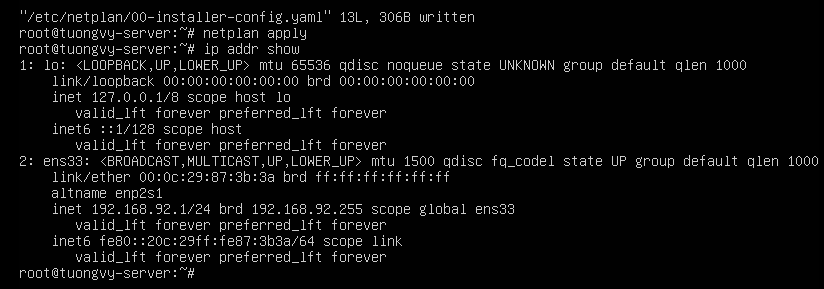 "/etc/netplan/00-installer-config.yaml" 13L, 306B written
root@tuongvy-server:~# netplan apply
root@tuongvy-server:~# ip addr show
1: lo: <LOOPBACK,UP,LOWER_UP> mtu 65536 qdisc noqueue state UNKNOWN group default qlen 1000
    link/loopback 00:00:00:00:00:00 brd 00:00:00:00:00:00
    inet 127.0.0.1/8 scope host lo
       valid_lft forever preferred_lft forever
    inet6 ::1/128 scope host
       valid_lft forever preferred_lft forever
2: ens33: <BROADCAST,MULTICAST,UP,LOWER_UP> mtu 1500 qdisc fq_codel state UP group default qlen 1000
    link/ether 00:0c:29:87:3b:3a brd ff:ff:ff:ff:ff:ff
    altname enp2s1
    inet 192.168.92.1/24 brd 192.168.92.255 scope global ens33
       valid_lft forever preferred_lft forever
    inet6 fe80::20c:29ff:fe87:3b3a/64 scope link
       valid_lft forever preferred_lft forever
root@tuongvy-server:~#